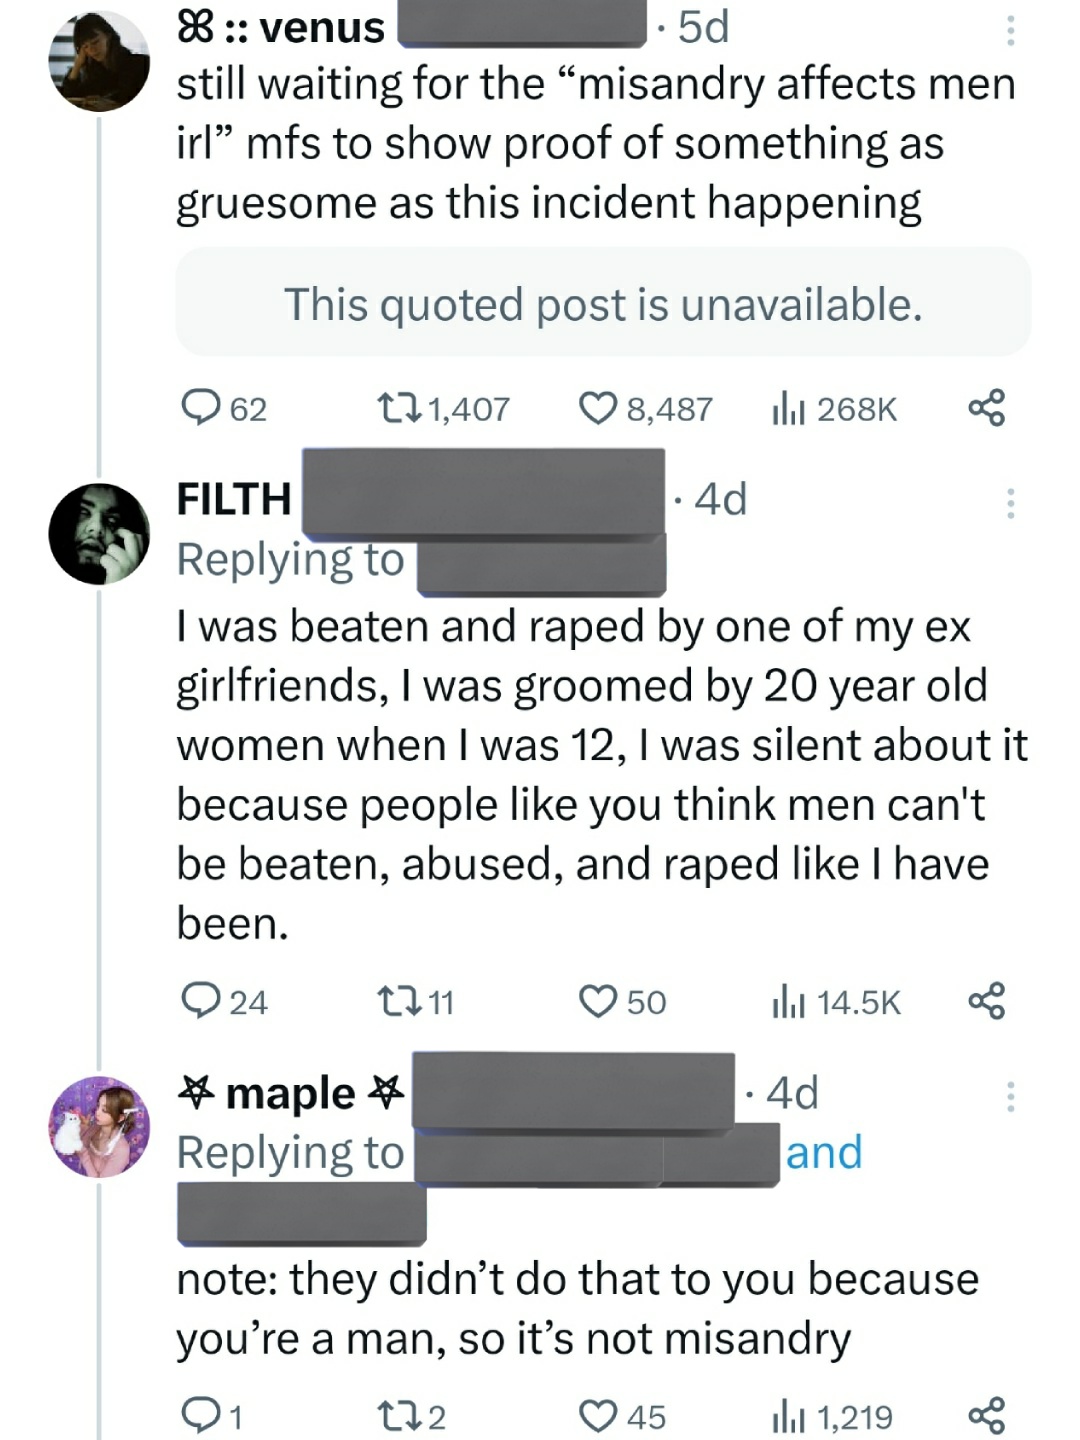 ꕤ :: venus · 5d
still waiting for the “misandry affects men
irl” mfs to show proof of something as
gruesome as this incident happening
This quoted post is unavailable.
62 1,407 8,487 268K
FILTH · 4d
Replying to
I was beaten and raped by one of my ex
girlfriends, I was groomed by 20 year old
women when I was 12, I was silent about it
because people like you think men can't
be beaten, abused, and raped like I have
been.
24 11 50 14.5K
⛧ maple ⛧ · 4d
Replying to and
note: they didn’t do that to you because
you’re a man, so it’s not misandry
1 2 45 1,219